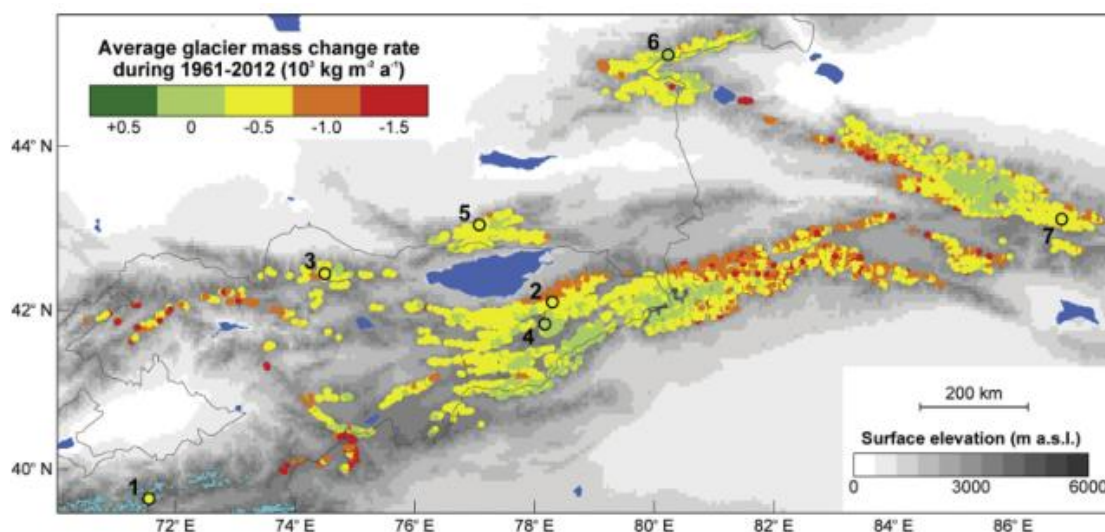 Average glacier mass change rate
during 1961-2012 (10³ kg m⁻² a⁻¹)
+0.5 0 -0.5 -1.0 -1.5
6
44° N
5
7
3
2
42° N
4
200 km
Surface elevation (m a.s.l.)
40° N
0 3000 6000
1
72° E 74° E 76° E 78° E 80° E 82° E 84° E 86° E